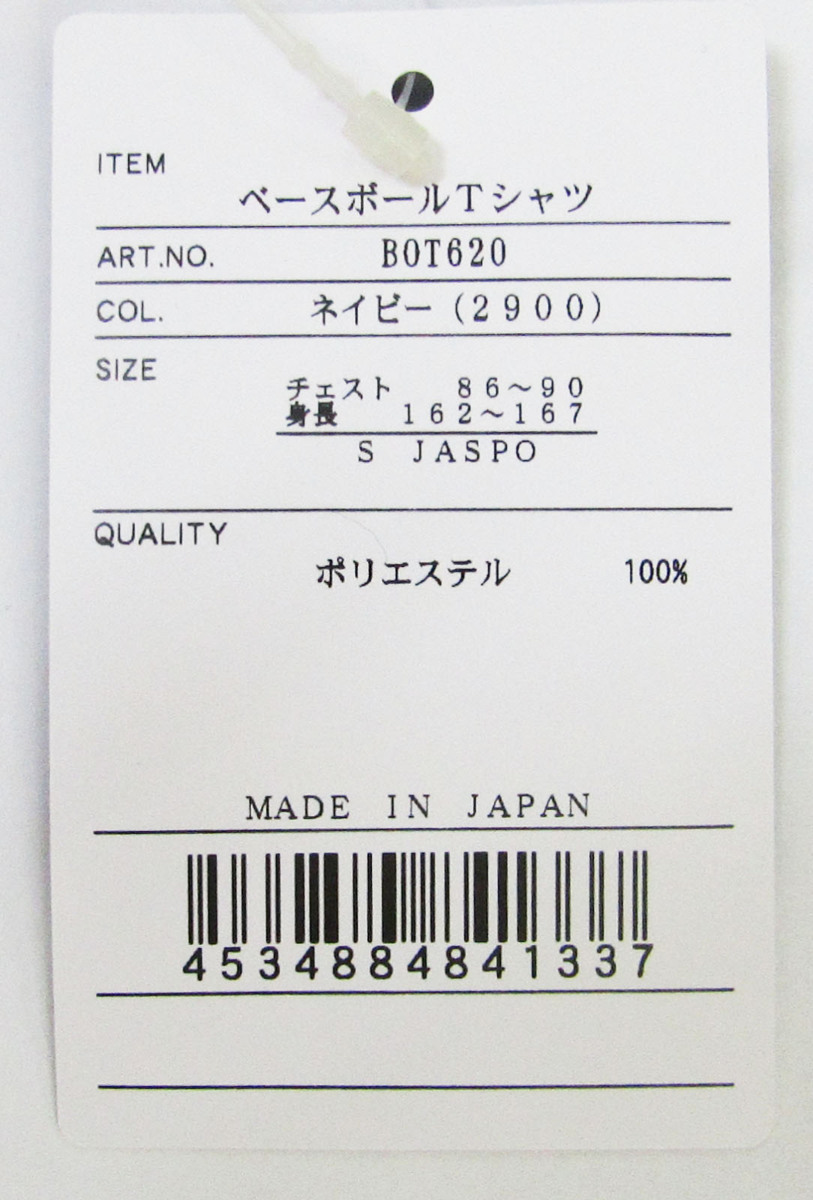 ITEM
ベースボールTシャツ
ART.NO. BOT620
COL. ネイビー(2900)
SIZE
チェスト 86～90
身長 162～167
S JASPO
QUALITY
ポリエステル 100%
MADE IN JAPAN
4534884841337